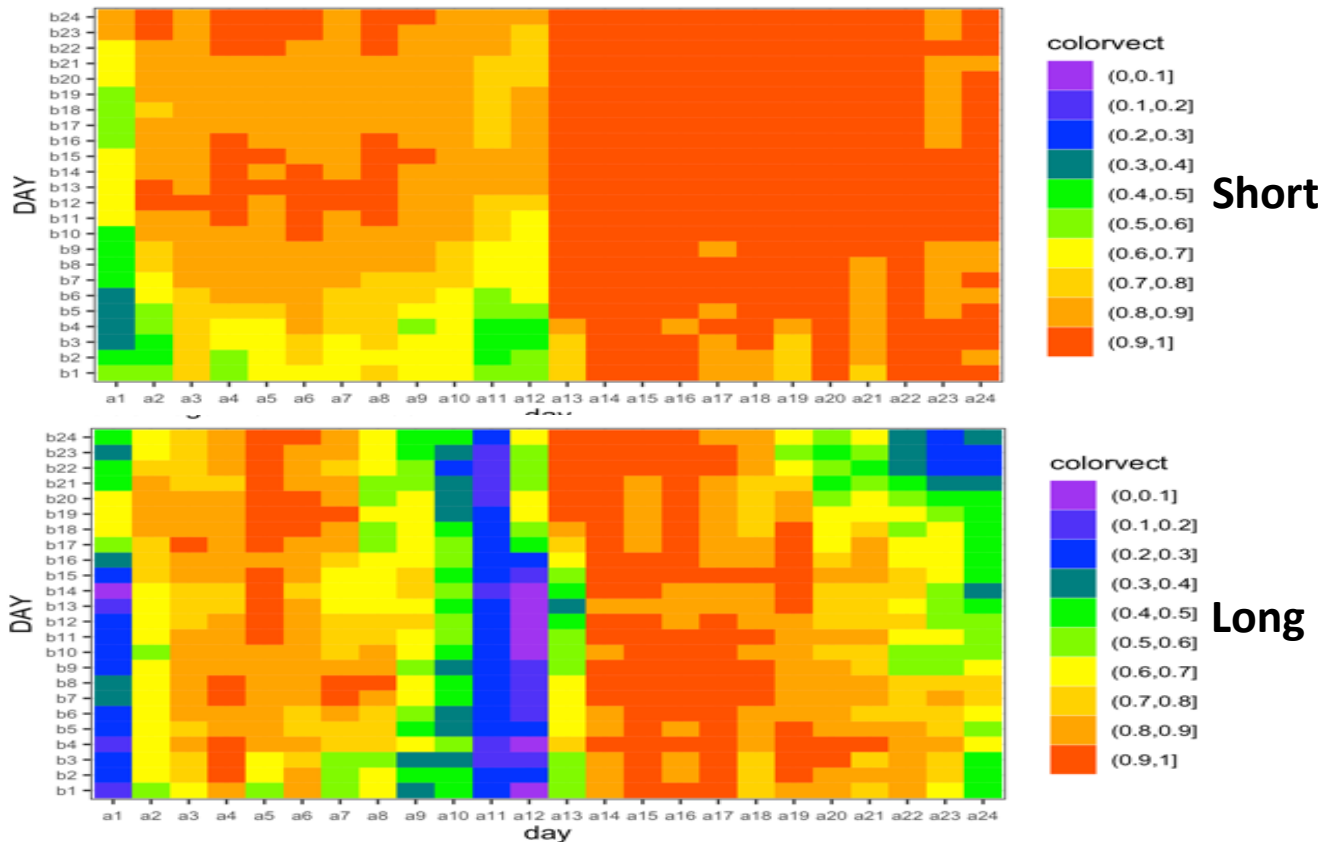 b24
b23
b22
b21
b20
b19
b18
b17
b16
b15
b14
b13
b12
b11
b10
b9
b8
b7
b6
b5
b4
b3
b2
b1
DAY
a1 a2 a3 a4 a5 a6 a7 a8 a9 a10 a11 a12 a13 a14 a15 a16 a17 a18 a19 a20 a21 a22 a23 a24
colorvect
(0,0.1]
(0.1,0.2]
(0.2,0.3]
(0.3,0.4]
(0.4,0.5]
(0.5,0.6]
(0.6,0.7]
(0.7,0.8]
(0.8,0.9]
(0.9,1]
Short
b24
b23
b22
b21
b20
b19
b18
b17
b16
b15
b14
b13
b12
b11
b10
b9
b8
b7
b6
b5
b4
b3
b2
b1
DAY
a1 a2 a3 a4 a5 a6 a7 a8 a9 a10 a11 a12 a13 a14 a15 a16 a17 a18 a19 a20 a21 a22 a23 a24
day
colorvect
(0,0.1]
(0.1,0.2]
(0.2,0.3]
(0.3,0.4]
(0.4,0.5]
(0.5,0.6]
(0.6,0.7]
(0.7,0.8]
(0.8,0.9]
(0.9,1]
Long